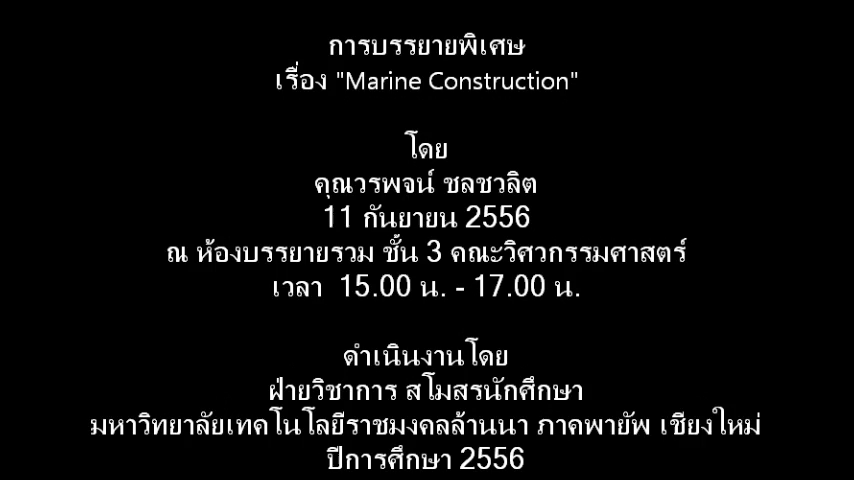 การบรรยายพิเศษ
เรื่อง "Marine Construction"
โดย
คุณวรพจน์ ชลชวลิต
11 กันยายน 2556
ณ ห้องบรรยายรวม ชั้น 3 คณะวิศวกรรมศาสตร์
เวลา 15.00 น. - 17.00 น.
ดำเนินงานโดย
ฝ่ายวิชาการ สโมสรนักศึกษา
มหาวิทยาลัยเทคโนโลยีราชมงคลล้านนา ภาคพายัพ เชียงใหม่
ปีการศึกษา 2556